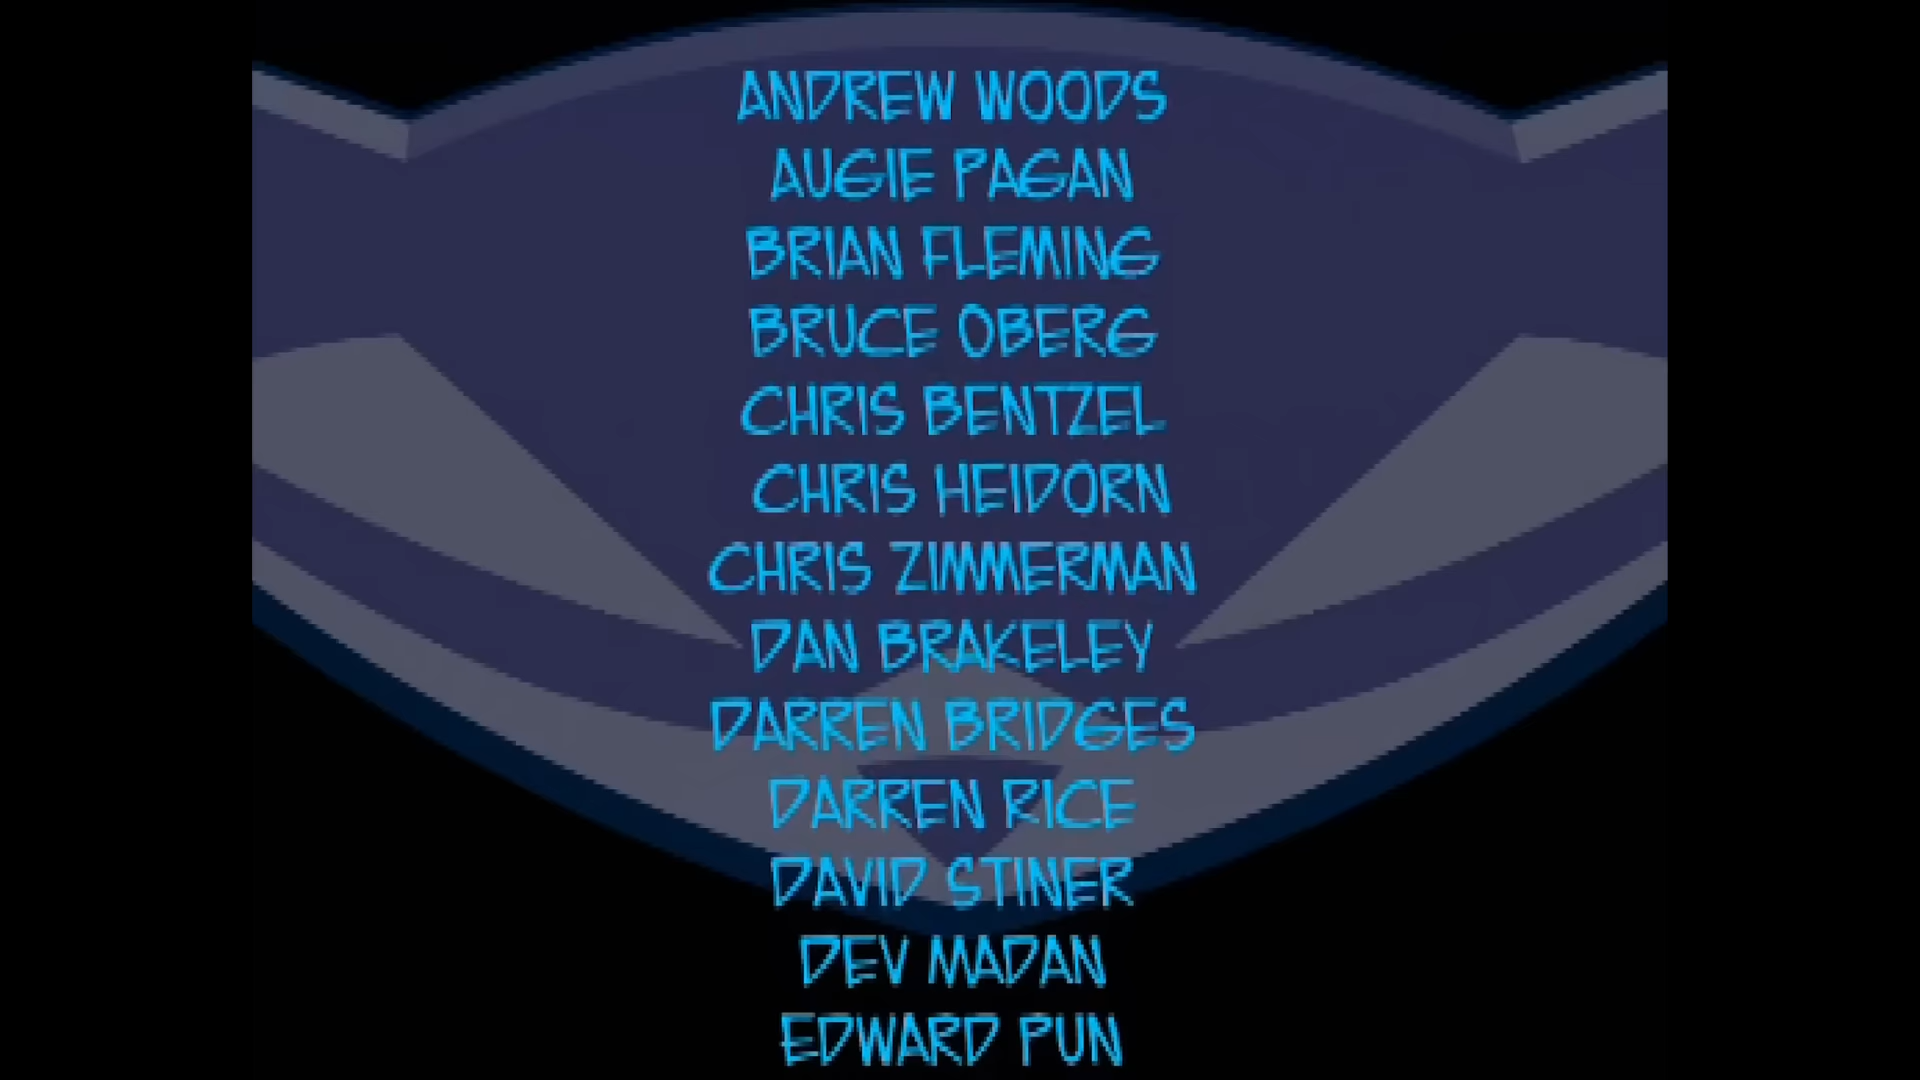 ANDREW WOODS
AUGIE PAGAN
BRIAN FLEMING
BRUCE OBERG
CHRIS BENTZEL
CHRIS HEIDORN
CHRIS ZIMMERMAN
DAN BRAKELEY
DARREN BRIDGES
DARREN RICE
DAVID STINER
DEV MADAN
EDWARD PUN